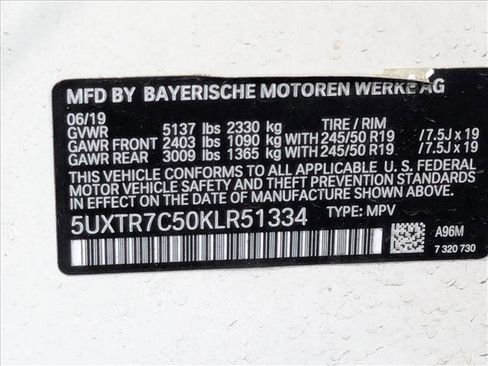 MFD BY BAYERISCHE MOTOREN WERKE AG
06/19 TIRE / RIM
GVWR 5137 lbs 2330 kg
GAWR FRONT 2403 lbs 1090 kg WITH 245/50 R19 /7.5J x 19
GAWR REAR 3009 lbs 1365 kg WITH 245/50 R19 /7.5J x 19
THIS VEHICLE CONFORMS TO ALL APPLICABLE U.S. FEDERAL
MOTOR VEHICLE SAFETY STANDARDS AND THEFT PREVENTION STANDARDS
IN EFFECT ON THE DATE OF MANUFACTURE SHOWN ABOVE.
5UXTR7C50KLR51334 TYPE: MPV
A96M
7 320 730